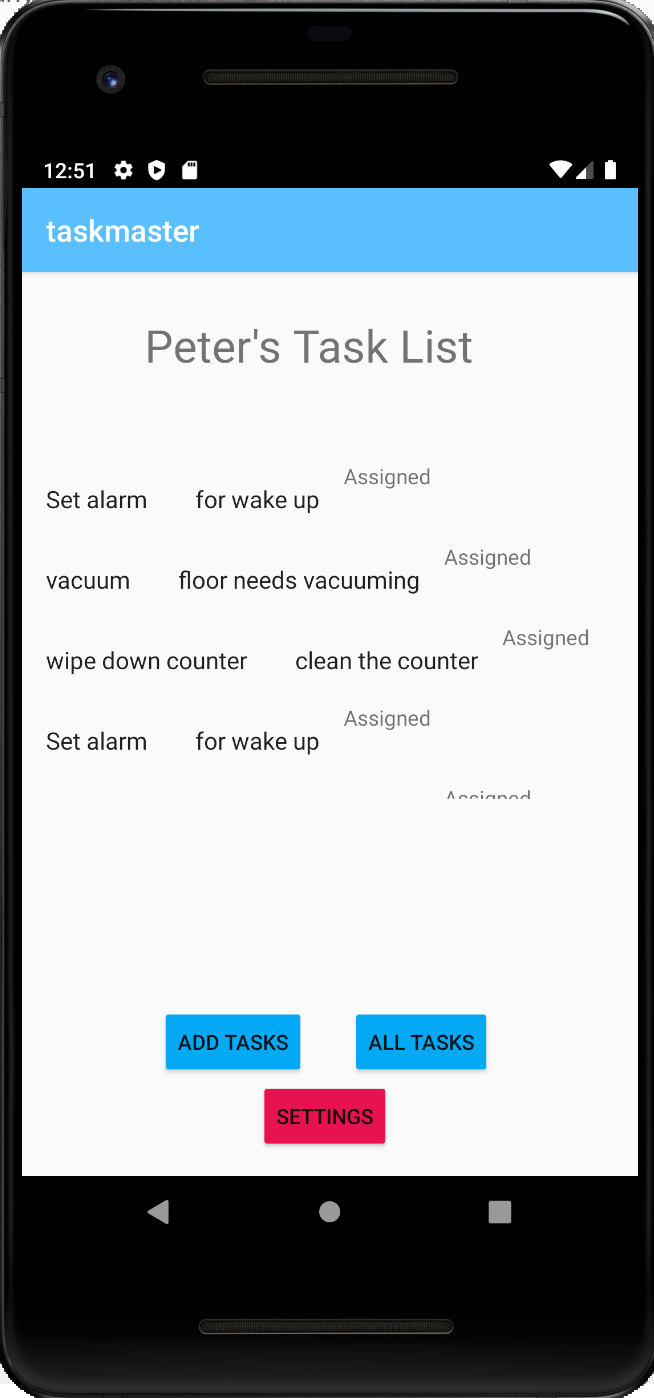 12:51
taskmaster
Peter's Task List
Set alarm for wake up Assigned
vacuum floor needs vacuuming Assigned
wipe down counter clean the counter Assigned
Set alarm for wake up Assigned
Assigned
ADD TASKS ALL TASKS
SETTINGS